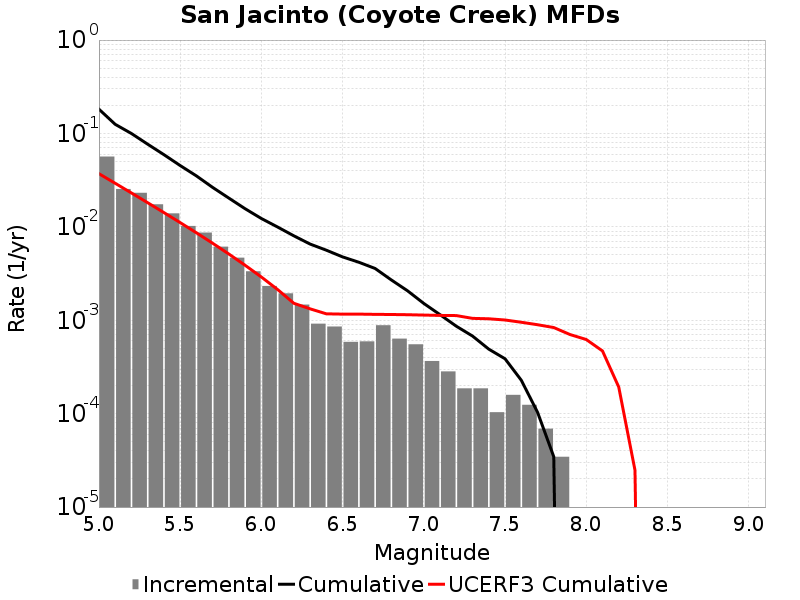 San Jacinto (Coyote Creek) MFDs
10^0
10^-1
10^-2
10^-3
10^-4
10^-5
Rate (1/yr)
5.0 5.5 6.0 6.5 7.0 7.5 8.0 8.5 9.0
Magnitude
Incremental Cumulative UCERF3 Cumulative